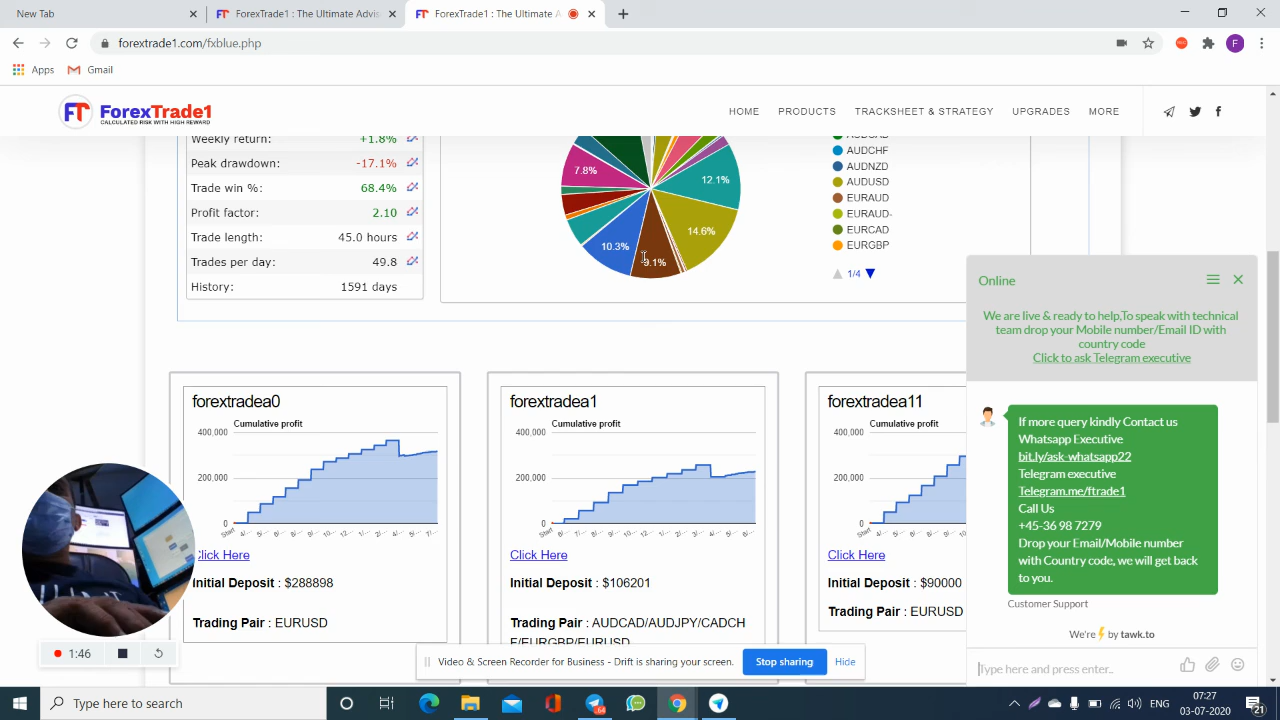 New Tab
ForexTrade1 : The Ultimate Advis
ForexTrade1 : The Ultimate A
forextrade1.com/fxblue.php
F
Apps
Gmail
FT
ForexTrade1
CALCULATED RISK WITH HIGH REWARD
HOME
UPGRADES
MORE
Weekly return: +1.8%
Peak drawdown: -17.1%
Trade win %: 68.4%
Profit factor: 2.10
Trade length: 45.0 hours
Trades per day: 49.8
History: 1591 days
7.8%
12.1%
14.6%
10.3%
9.1%
AUDCAD
AUDCHF
AUDNZD
AUDUSD
EURAUD
EURAUD-
EURCAD
EURGBP
1/4
Online
We are live & ready to help,To speak with technical
team drop your Mobile number/Email ID with
country code
Click to ask Telegram executive
If more query kindly Contact us
Whatsapp Executive
bit.ly/ask-whatsapp22
Telegram executive
Telegram.me/ftrade1
Call Us
+45-36 98 7279
Drop your Email/Mobile number
with Country code, we will get back
to you.
Customer Support
We're by tawk.to
Type here and press enter..
forextradea0
Cumulative profit
400,000
200,000
0
Start
Click Here
Initial Deposit : $288898
Trading Pair : EURUSD
forextradea1
Cumulative profit
400,000
200,000
0
Start
Click Here
Initial Deposit : $106201
Trading Pair : AUDCAD/AUDJPY/CADCH
F/EURGBP/EURUSD
forextradea11
Cumulative profit
400,000
200,000
0
Start
Click Here
Initial Deposit : $90000
Trading Pair : EURUSD
1:46
Video & Screen Recorder for Business - Drift is sharing your screen.
Stop sharing
Hide
Type here to search
64
ENG
07:27
03-07-2020
21